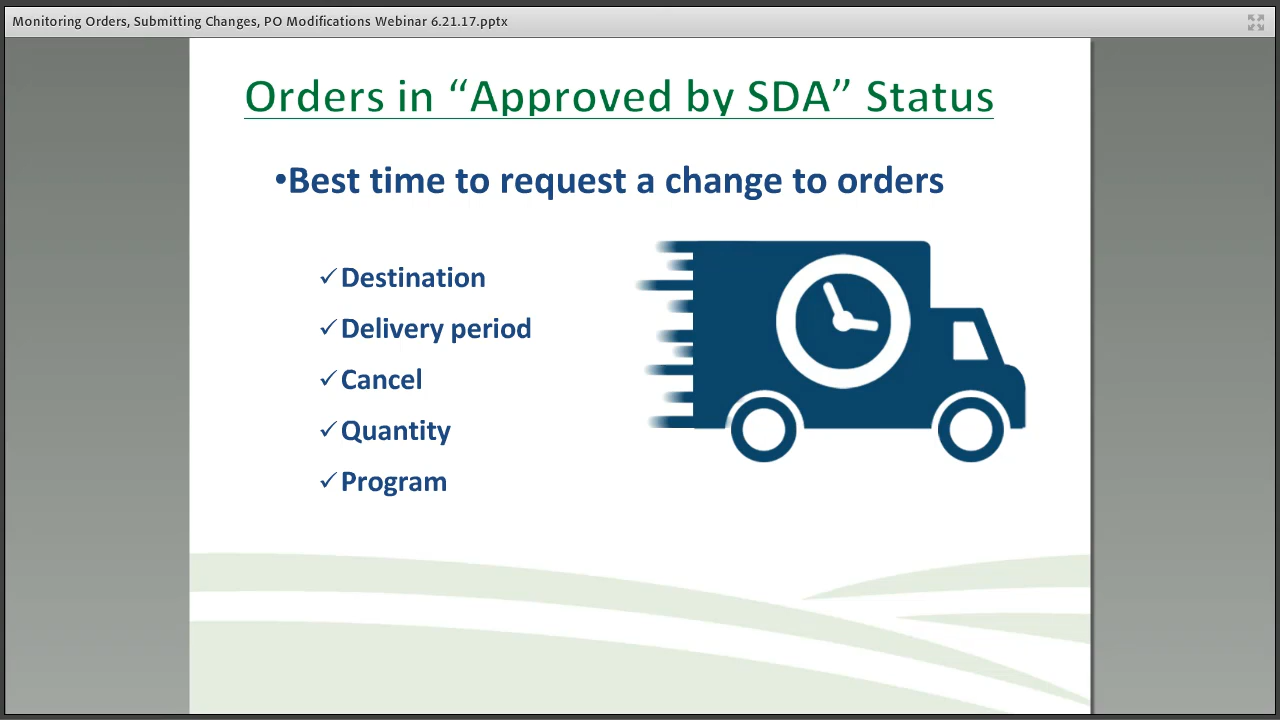 Monitoring Orders, Submitting Changes, PO Modifications Webinar 6.21.17.pptx
Orders in “Approved by SDA” Status
•Best time to request a change to orders
✓Destination
✓Delivery period
✓Cancel
✓Quantity
✓Program